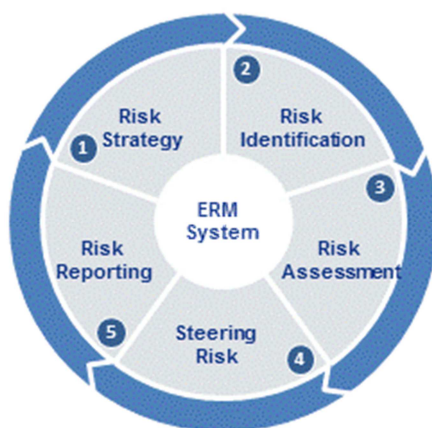 1
Risk
Strategy
2
Risk
Identification
3
Risk
Assessment
4
Steering
Risk
5
Risk
Reporting
ERM
System